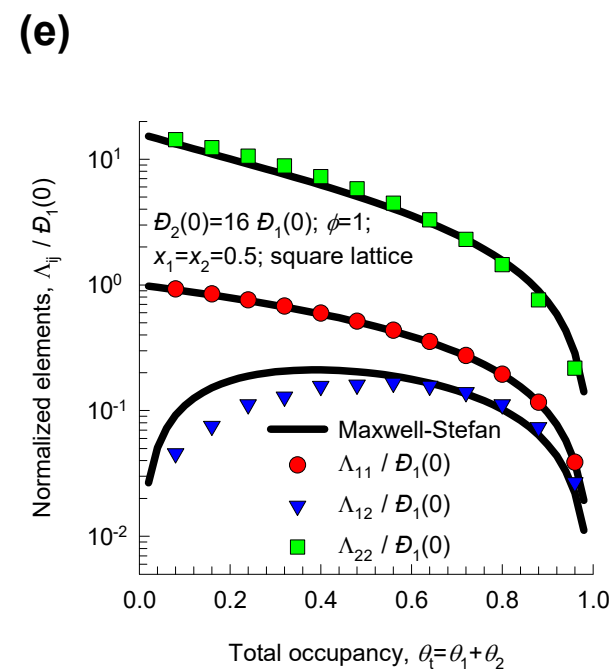 (e)
10¹
Đ₂(0)=16 Đ₁(0); ϕ=1;
x₁=x₂=0.5; square lattice
10⁰
10⁻¹
10⁻²
Normalized elements, Λᵢⱼ / Đ₁(0)
Maxwell-Stefan
Λ₁₁ / Đ₁(0)
Λ₁₂ / Đ₁(0)
Λ₂₂ / Đ₁(0)
0.0 0.2 0.4 0.6 0.8 1.0
Total occupancy, θₜ=θ₁+θ₂